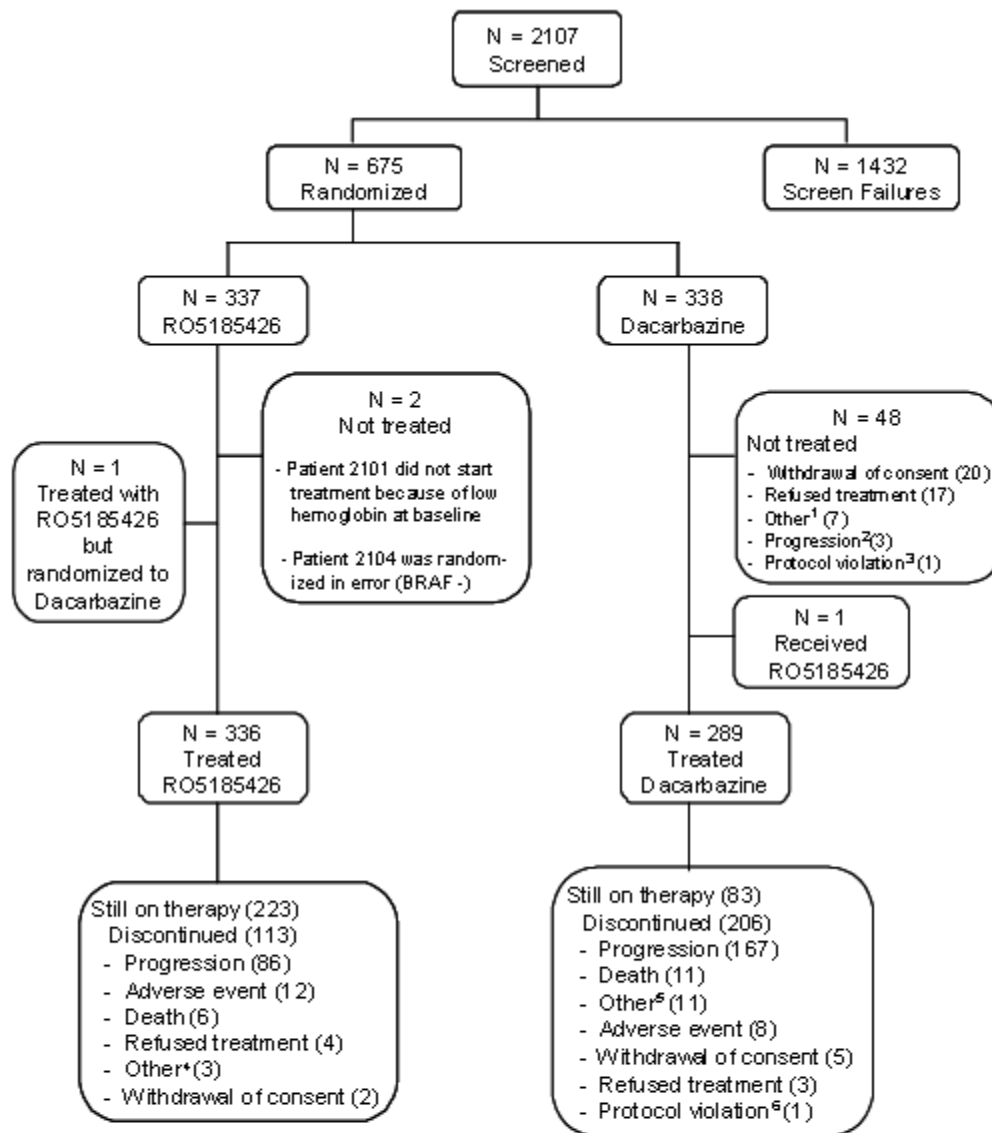 N = 2107
Screened
N = 675
Randomized
N = 1432
Screen Failures
N = 337
RO5185426
N = 338
Dacarbazine
N = 2
Not treated
- Patient 2101 did not start
treatment because of low
hemoglobin at baseline
- Patient 2104 was random-
ized in error (BRAF -)
N = 48
Not treated
- Withdrawal of consent (20)
- Refused treatment (17)
- Other¹ (7)
- Progression² (3)
- Protocol violation³ (1)
N = 1
Treated with
RO5185426
but
randomized to
Dacarbazine
N = 1
Received
RO5185426
N = 336
Treated
RO5185426
N = 289
Treated
Dacarbazine
Still on therapy (223)
Discontinued (113)
- Progression (86)
- Adverse event (12)
- Death (6)
- Refused treatment (4)
- Other⁴ (3)
- Withdrawal of consent (2)
Still on therapy (83)
Discontinued (206)
- Progression (167)
- Death (11)
- Other⁵ (11)
- Adverse event (8)
- Withdrawal of consent (5)
- Refused treatment (3)
- Protocol violation⁶ (1)